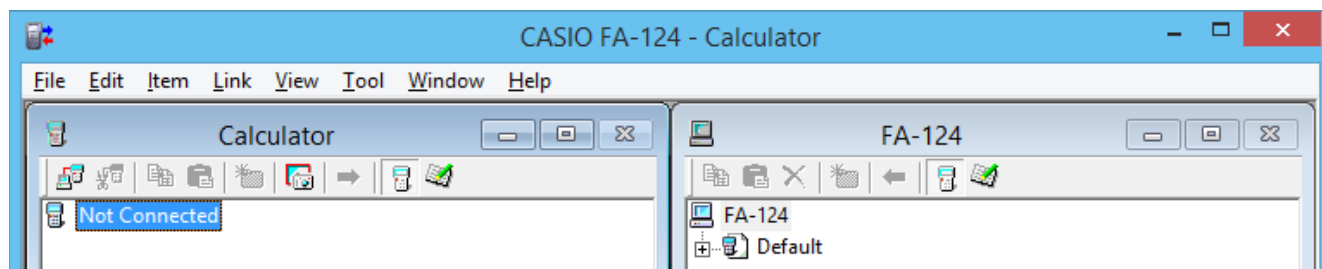 CASIO FA-124 - Calculator
File Edit Item Link View Tool Window Help
Calculator
FA-124
Not Connected
FA-124
Default